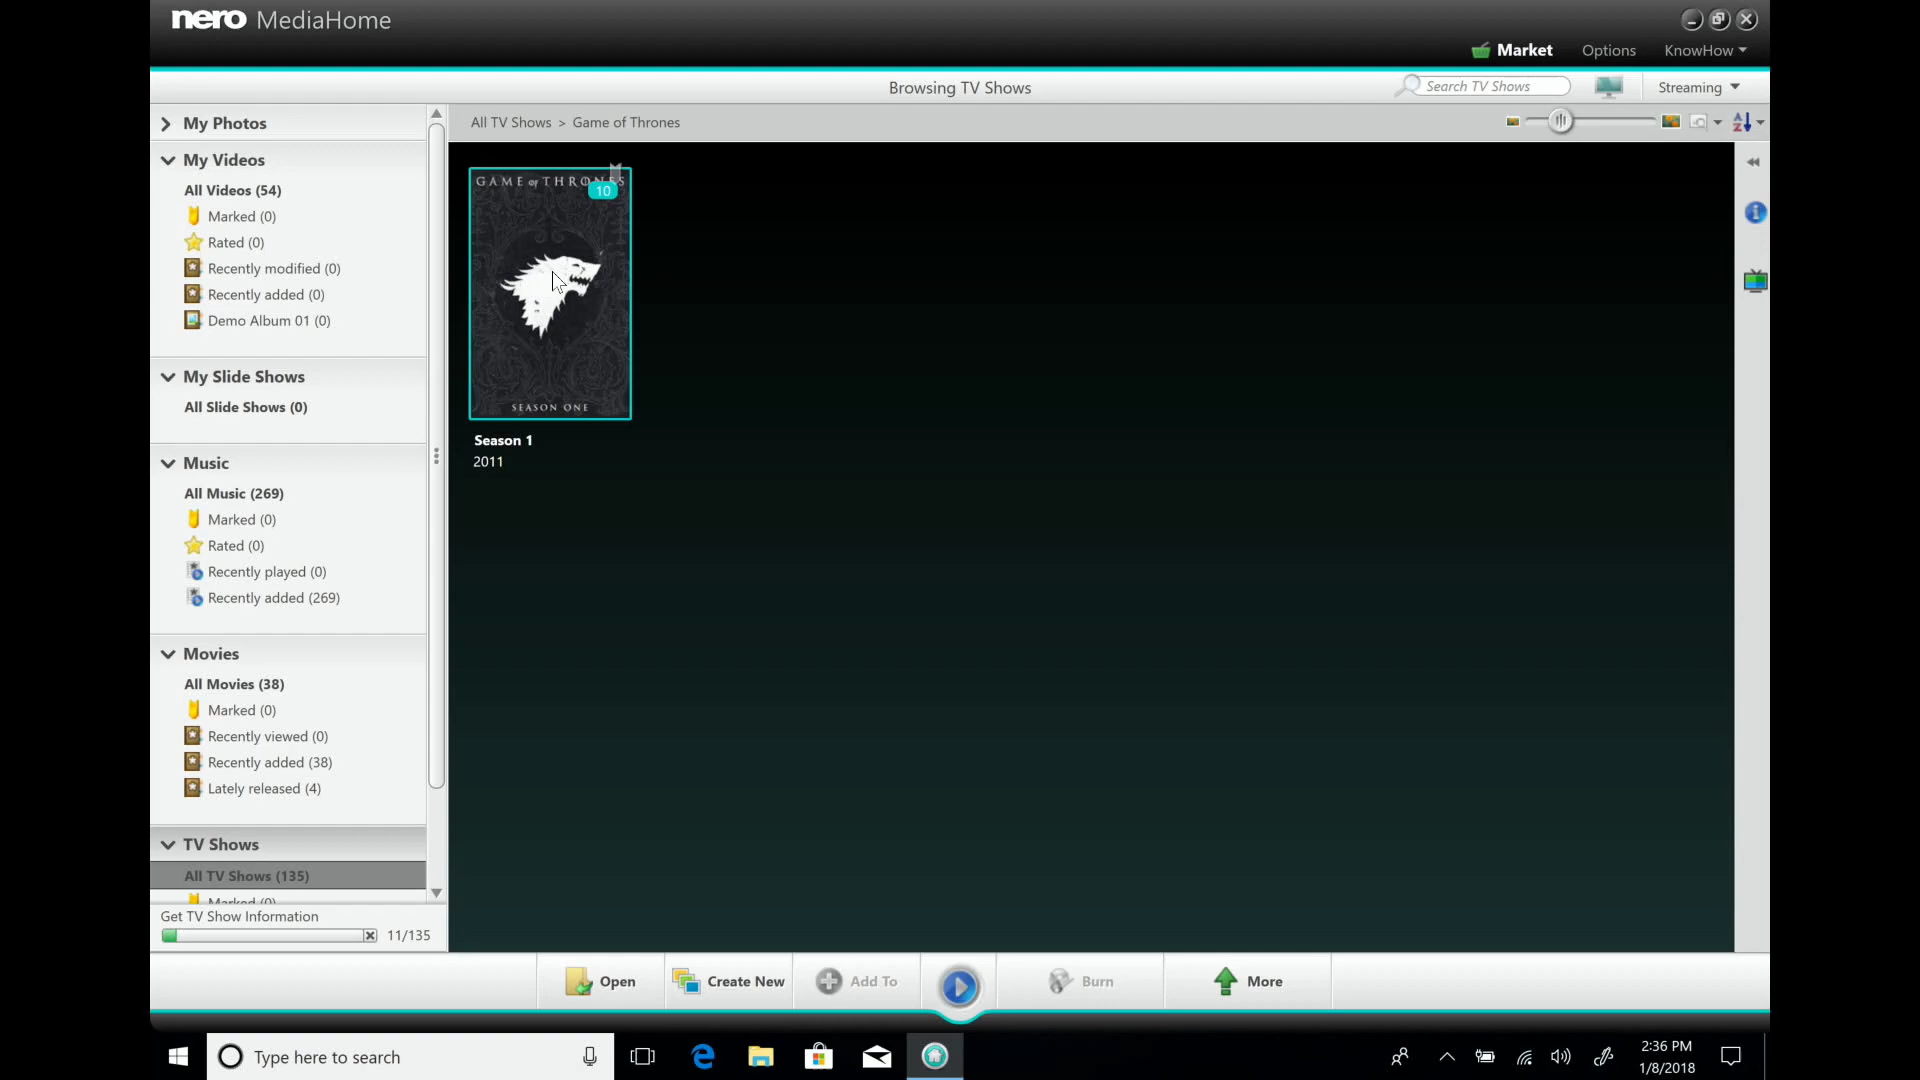 nero MediaHome
Market
Options
KnowHow
Browsing TV Shows
Search TV Shows
Streaming
My Photos
All TV Shows > Game of Thrones
My Videos
All Videos (54)
Marked (0)
Rated (0)
Recently modified (0)
Recently added (0)
Demo Album 01 (0)
My Slide Shows
All Slide Shows (0)
Music
All Music (269)
Marked (0)
Rated (0)
Recently played (0)
Recently added (269)
Movies
All Movies (38)
Marked (0)
Recently viewed (0)
Recently added (38)
Lately released (4)
TV Shows
All TV Shows (135)
Marked (0)
Get TV Show Information
11/135
GAME of THRONES
10
SEASON ONE
Season 1
2011
Open
Create New
Add To
Burn
More
Type here to search
2:36 PM
1/8/2018